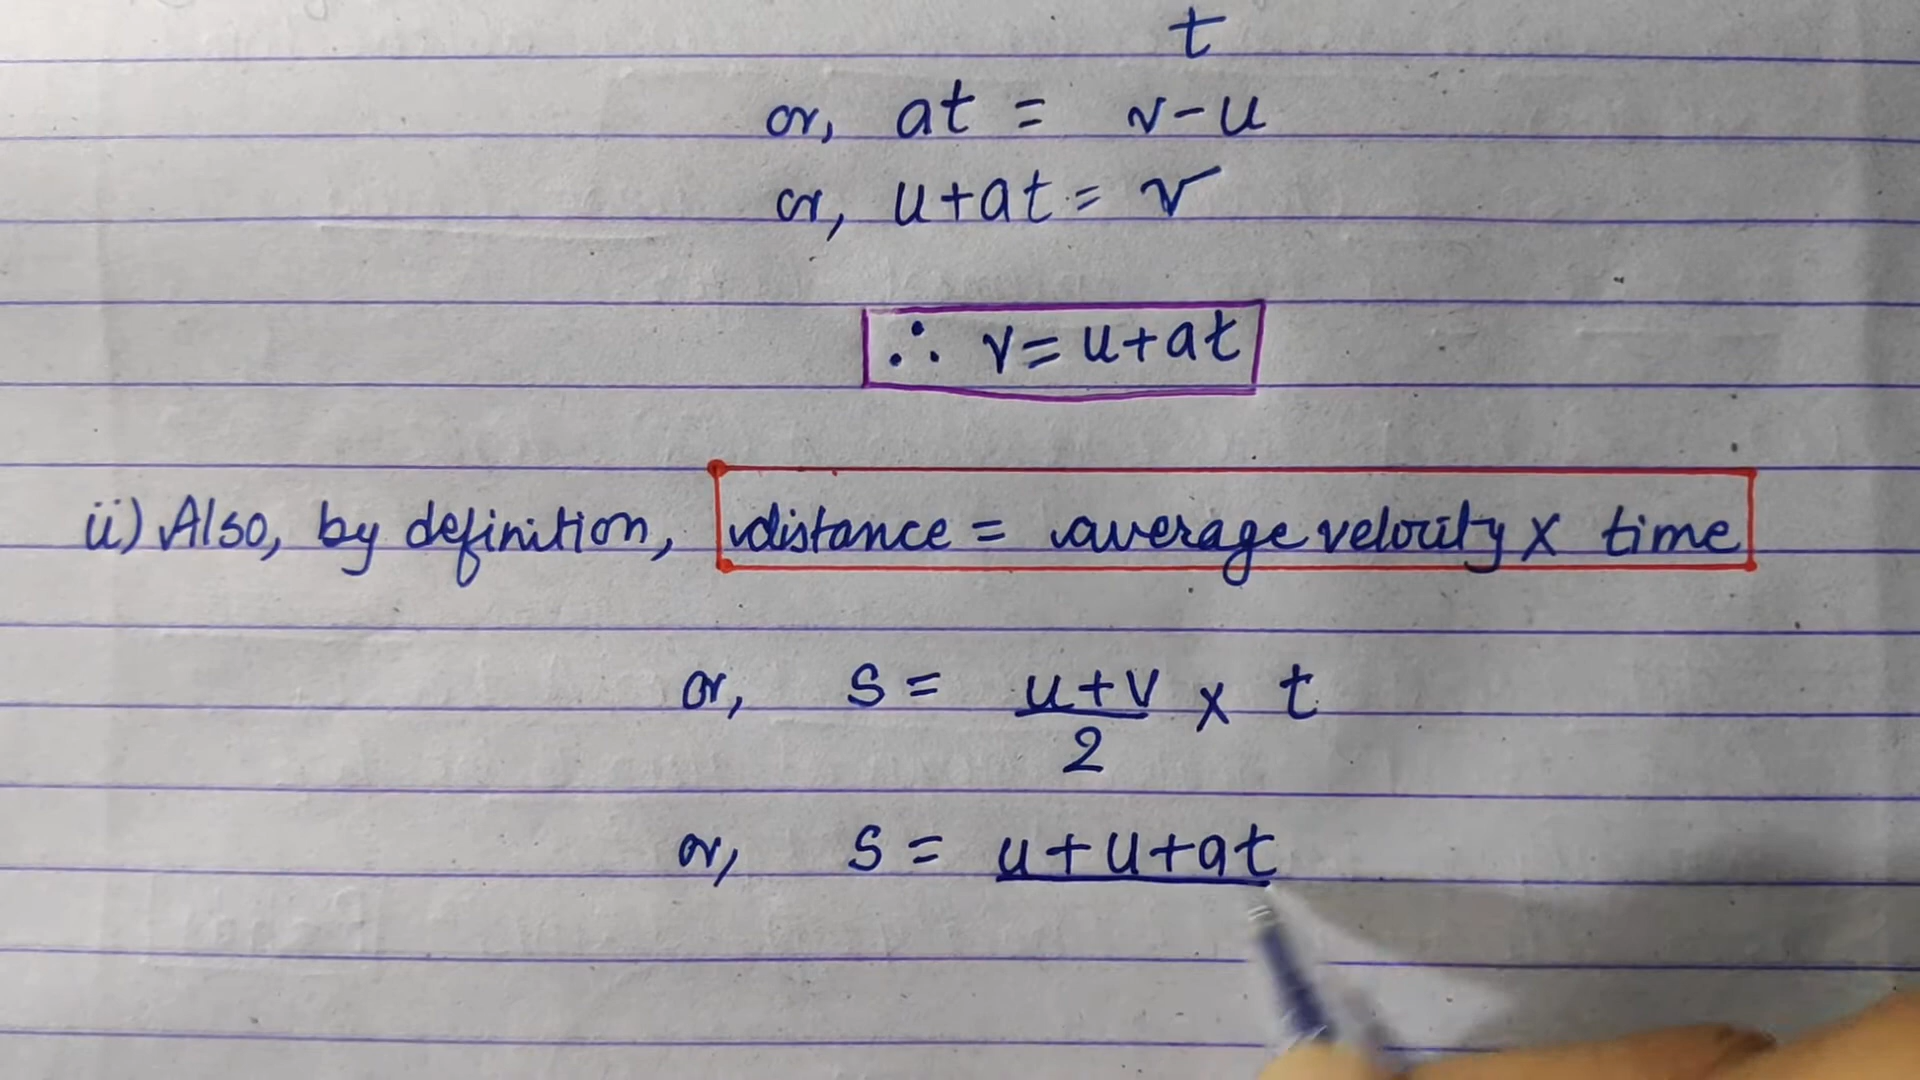 t
or, at = v-u
or, u+at = v
∴ v = u+at
ii) Also, by definition, distance = average velocity x time
or, s = u+v x t
2
or, s = u+u+at